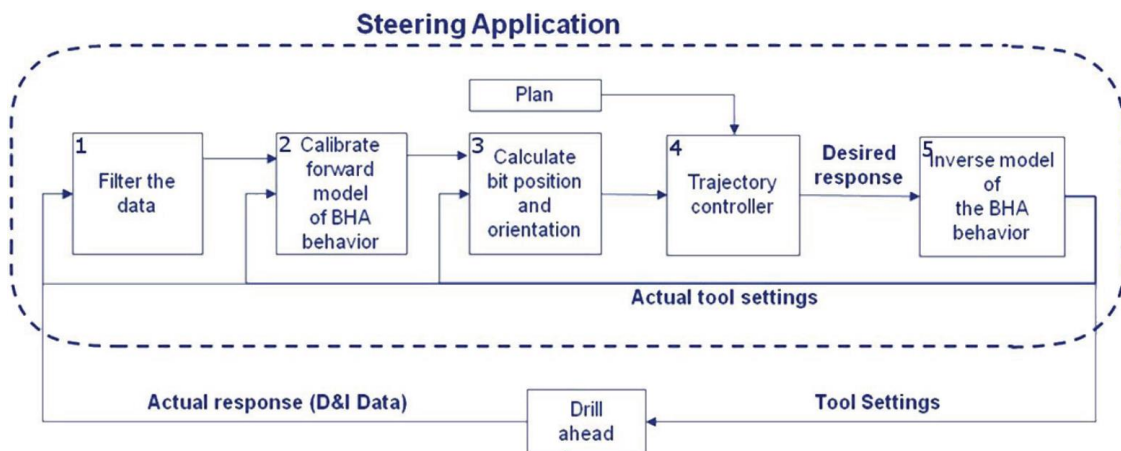 Steering Application
Plan
1
Filter the
data
2
Calibrate
forward
model
of BHA
behavior
3
Calculate
bit position
and
orientation
4
Trajectory
controller
Desired
response
5
Inverse model
of
the BHA
behavior
Actual tool settings
Actual response (D&I Data)
Drill
ahead
Tool Settings